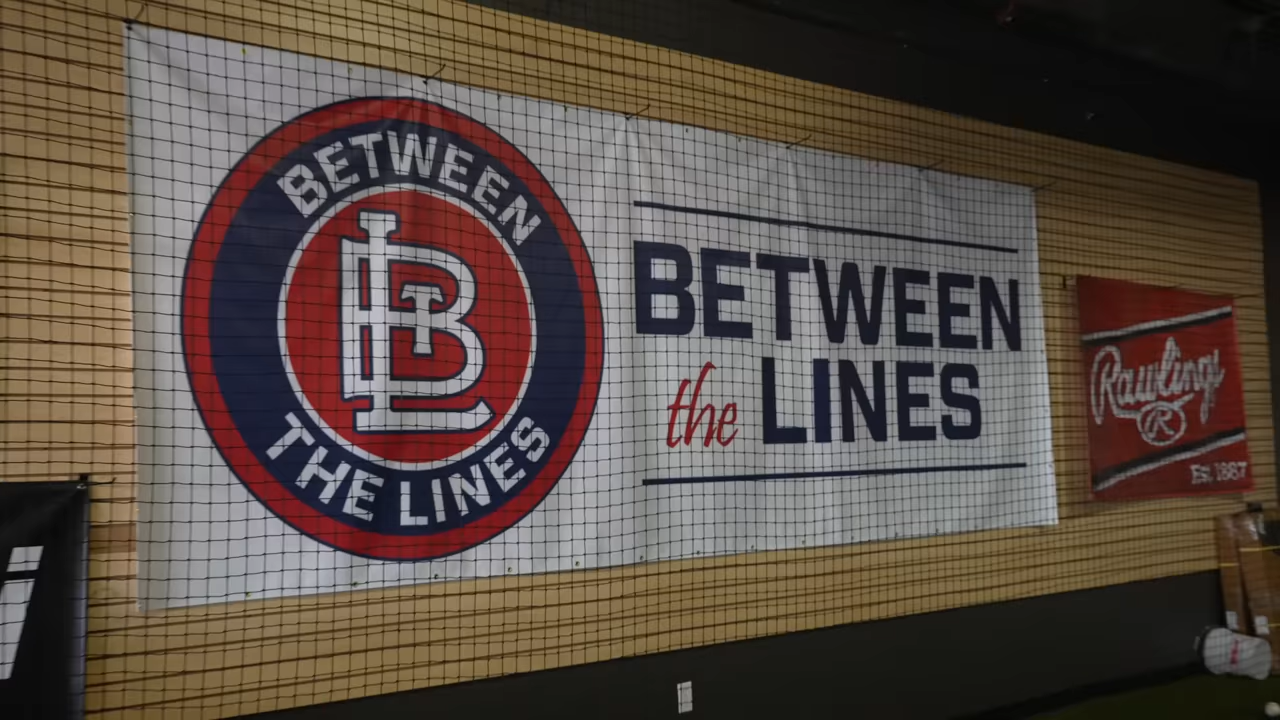 BETWEEN
BTL
THE LINES
BETWEEN
the LINES
Rawlings
R
Est. 1887